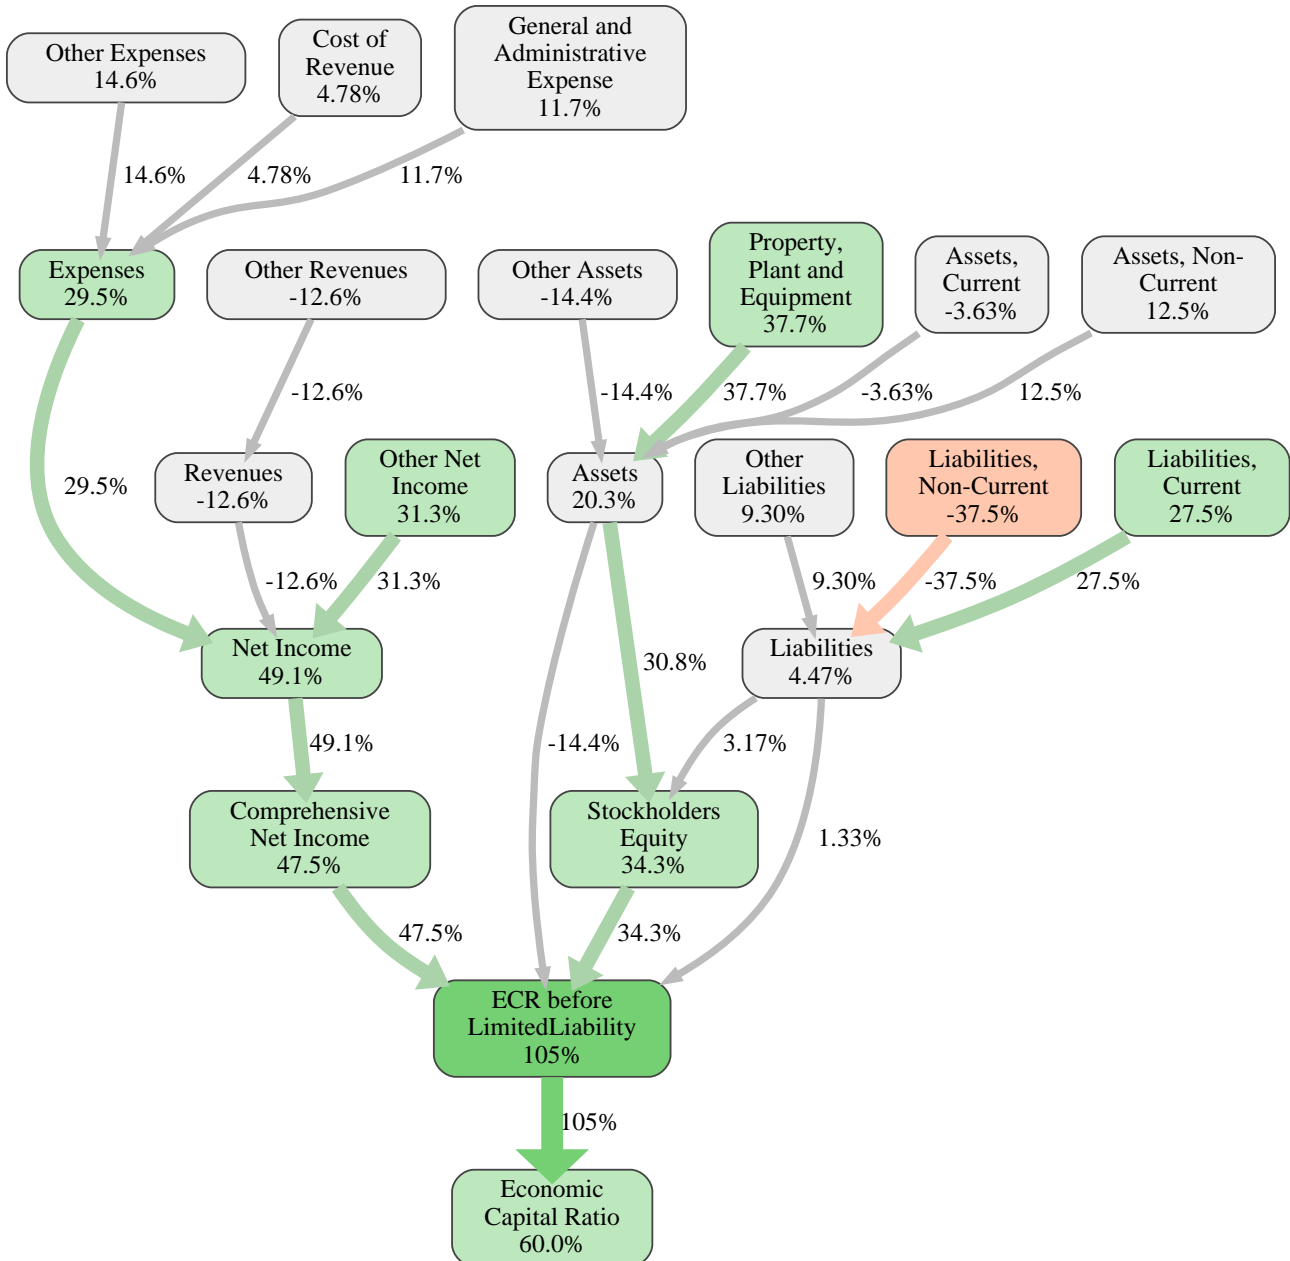 Other Expenses
14.6%
Cost of
Revenue
4.78%
General and
Administrative
Expense
11.7%
14.6%
4.78%
11.7%
Expenses
29.5%
Other Revenues
-12.6%
Other Assets
-14.4%
Property,
Plant and
Equipment
37.7%
Assets,
Current
-3.63%
Assets, Non-
Current
12.5%
-12.6%
-14.4%
37.7%
-3.63%
12.5%
29.5%
Revenues
-12.6%
Other Net
Income
31.3%
Assets
20.3%
Other
Liabilities
9.30%
Liabilities,
Non-Current
-37.5%
Liabilities,
Current
27.5%
-12.6%
31.3%
9.30%
-37.5%
27.5%
Net Income
49.1%
30.8%
Liabilities
4.47%
49.1%
-14.4%
3.17%
Comprehensive
Net Income
47.5%
Stockholders
Equity
34.3%
1.33%
47.5%
34.3%
ECR before
LimitedLiability
105%
105%
Economic
Capital Ratio
60.0%